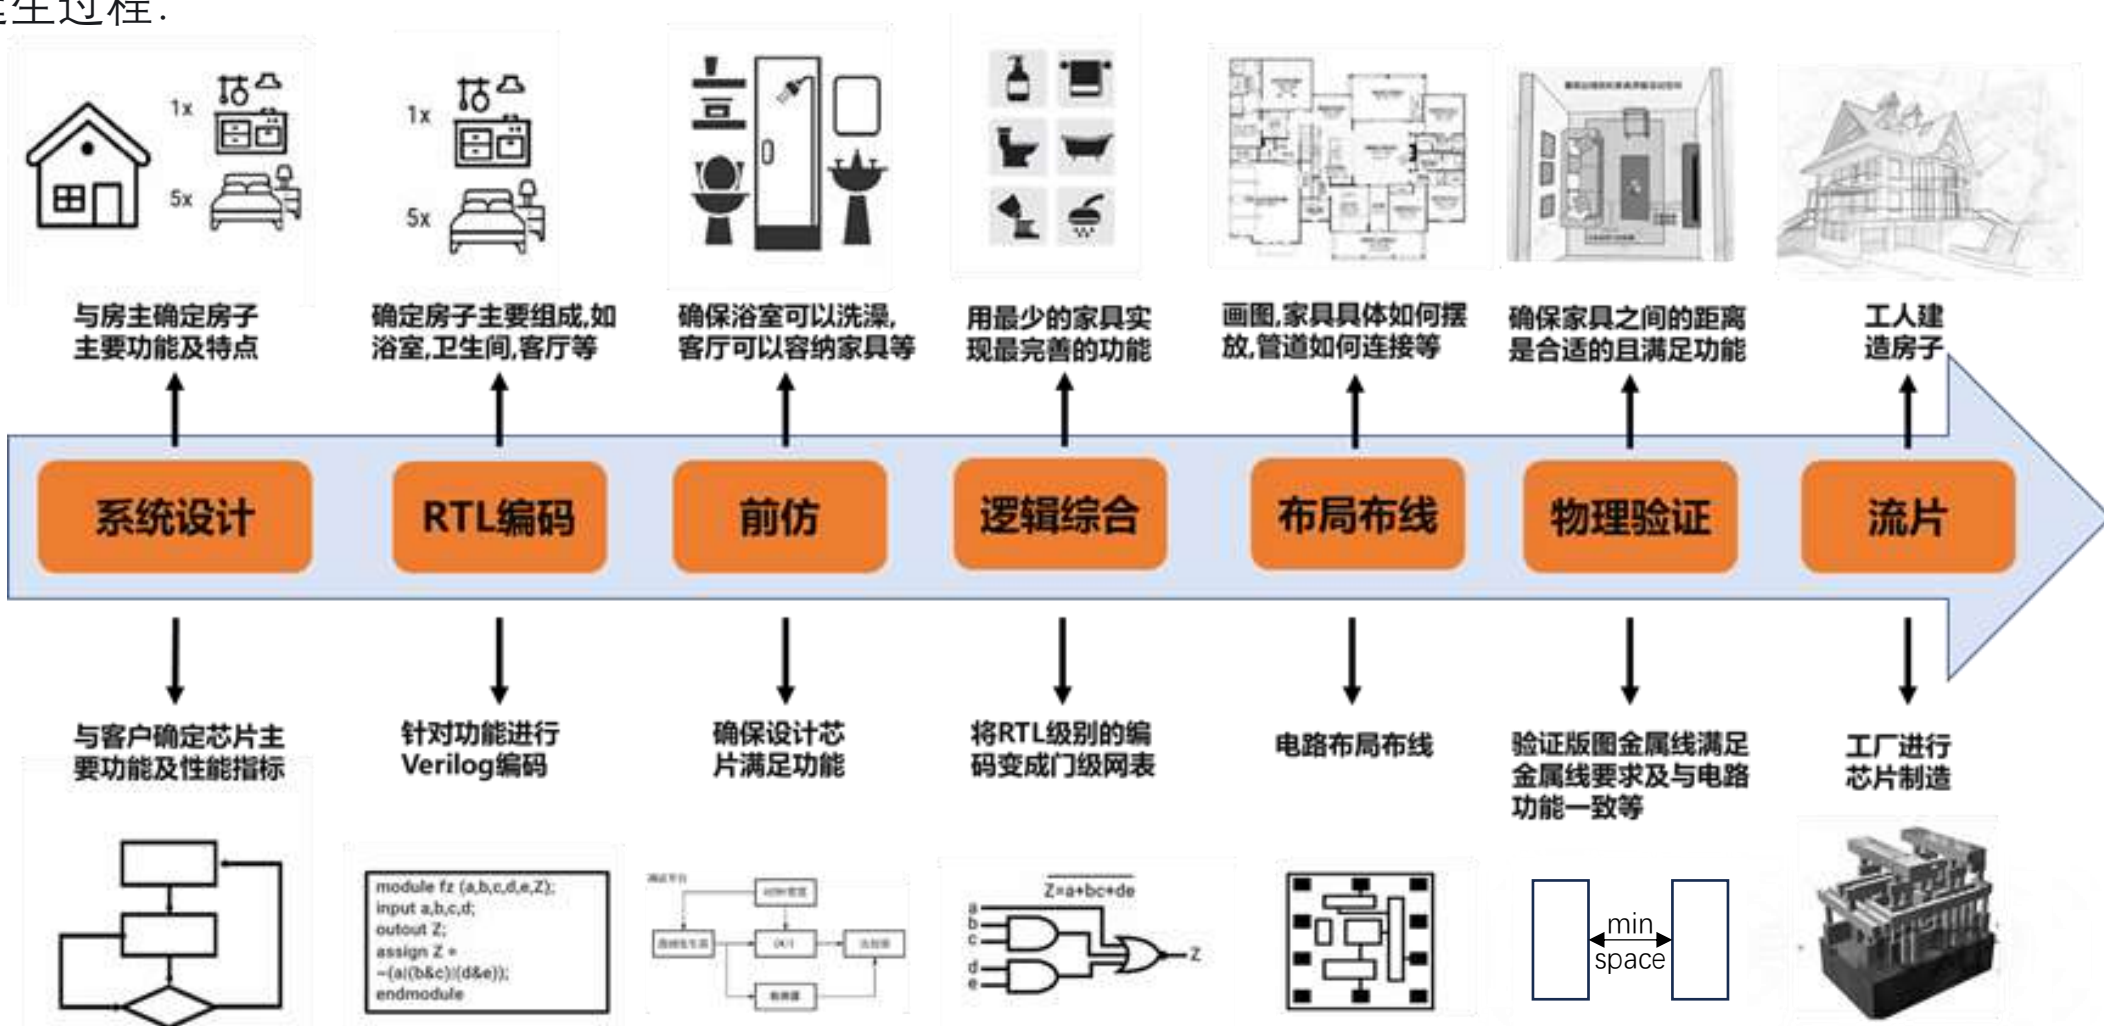 生过程.
1x
5x
1x
5x
与房主确定房子
主要功能及特点
确定房子主要组成,如
浴室,卫生间,客厅等
确保浴室可以洗澡,
客厅可以容纳家具等
用最少的家具实
现最完善的功能
画图,家具具体如何摆
放,管道如何连接等
确保家具之间的距离
是合适的且满足功能
工人建
造房子
系统设计
RTL编码
前仿
逻辑综合
布局布线
物理验证
流片
与客户确定芯片主
要功能及性能指标
针对功能进行
Verilog编码
确保设计芯
片满足功能
将RTL级别的编
码变成门级网表
电路布局布线
验证版图金属线满足
金属线要求及与电路
功能一致等
工厂进行
芯片制造
module fz (a,b,c,d,e,Z);
input a,b,c,d;
outout Z;
assign Z =
~(a|(b&c)|(d&e));
endmodule
Z=a+bc+de
a
b
c
d
e
Z
min
space